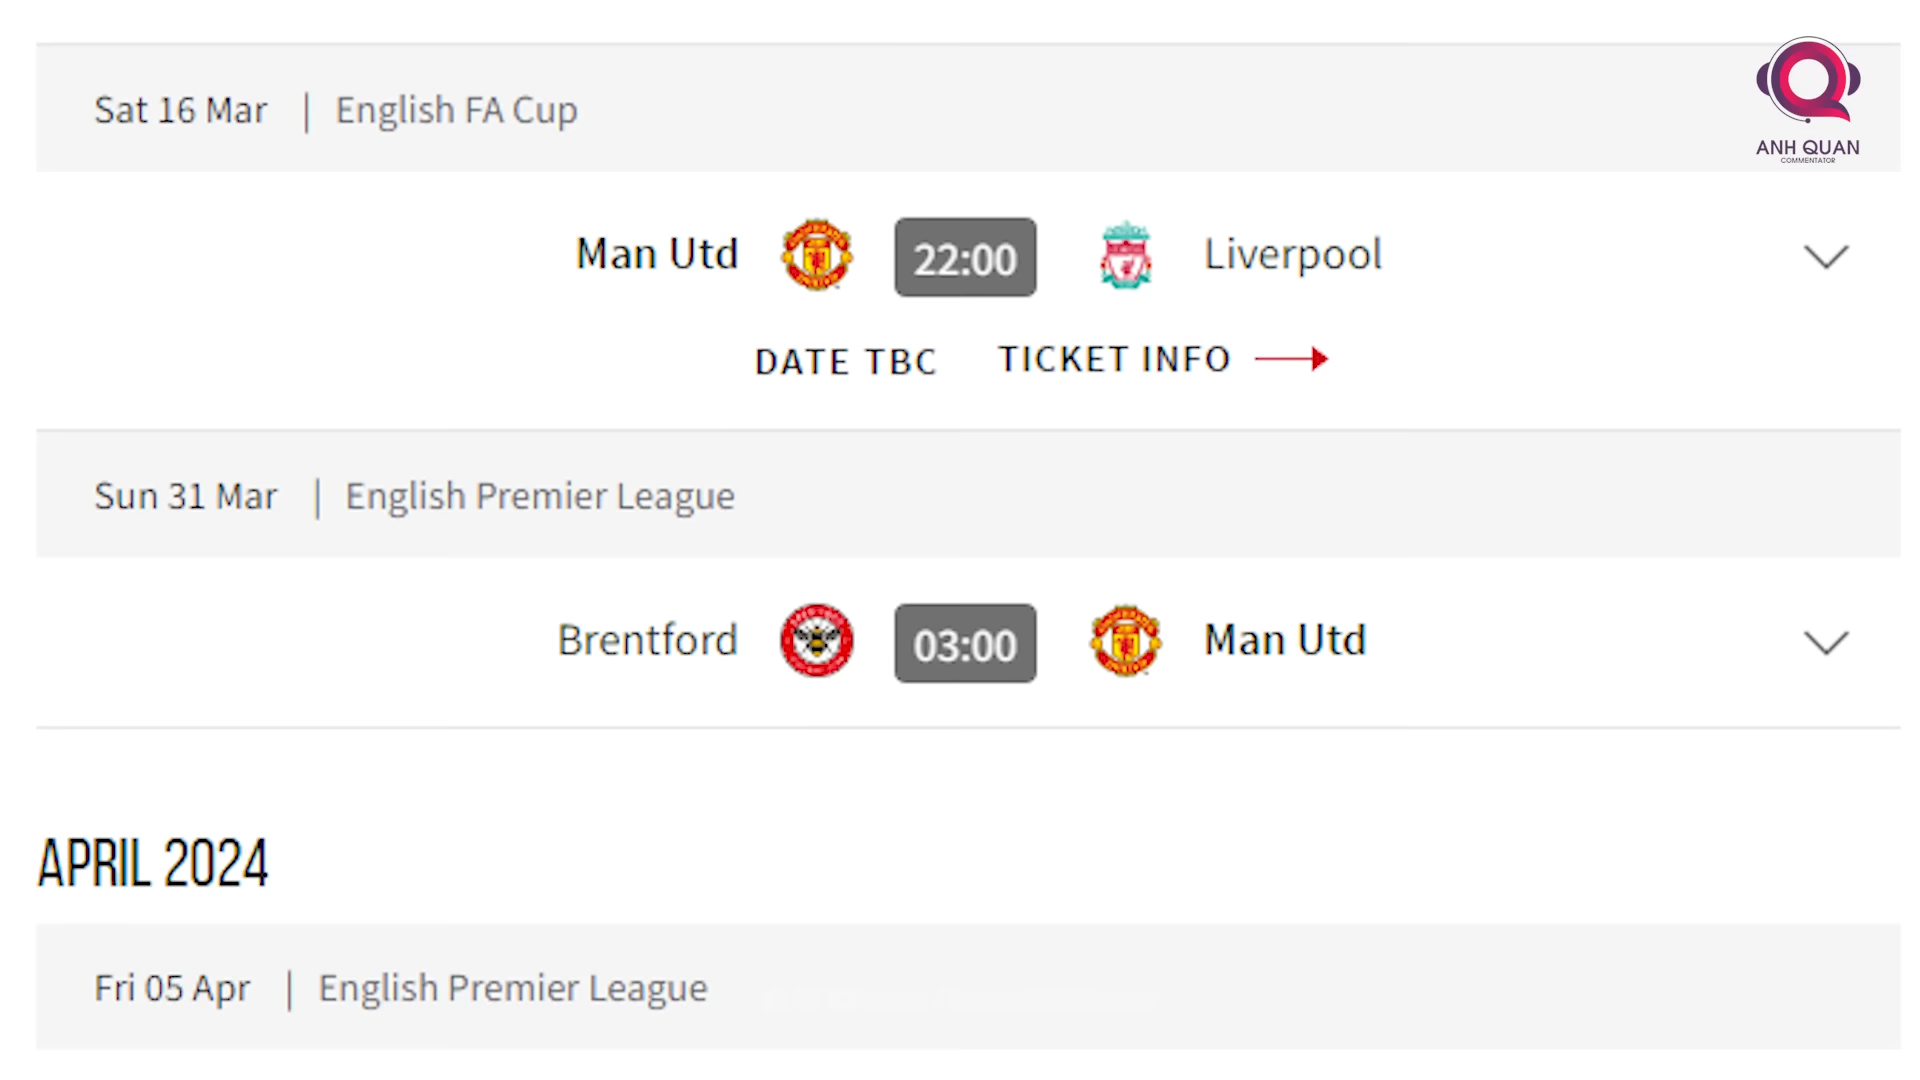 Sat 16 Mar | English FA Cup
ANH QUAN
COMMENTATOR
Man Utd 22:00 Liverpool
DATE TBC TICKET INFO
Sun 31 Mar | English Premier League
Brentford 03:00 Man Utd
APRIL 2024
Fri 05 Apr | English Premier League